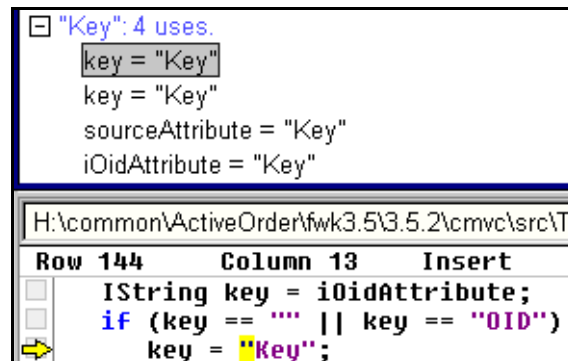 "Key": 4 uses.
key = "Key"
key = "Key"
sourceAttribute = "Key"
iOidAttribute = "Key"
H:\common\ActiveOrder\fwk3.5\3.5.2\cmvc\src\T
Row 144 Column 13 Insert
IString key = iOidAttribute;
if (key == "" || key == "OID")
key = "Key";